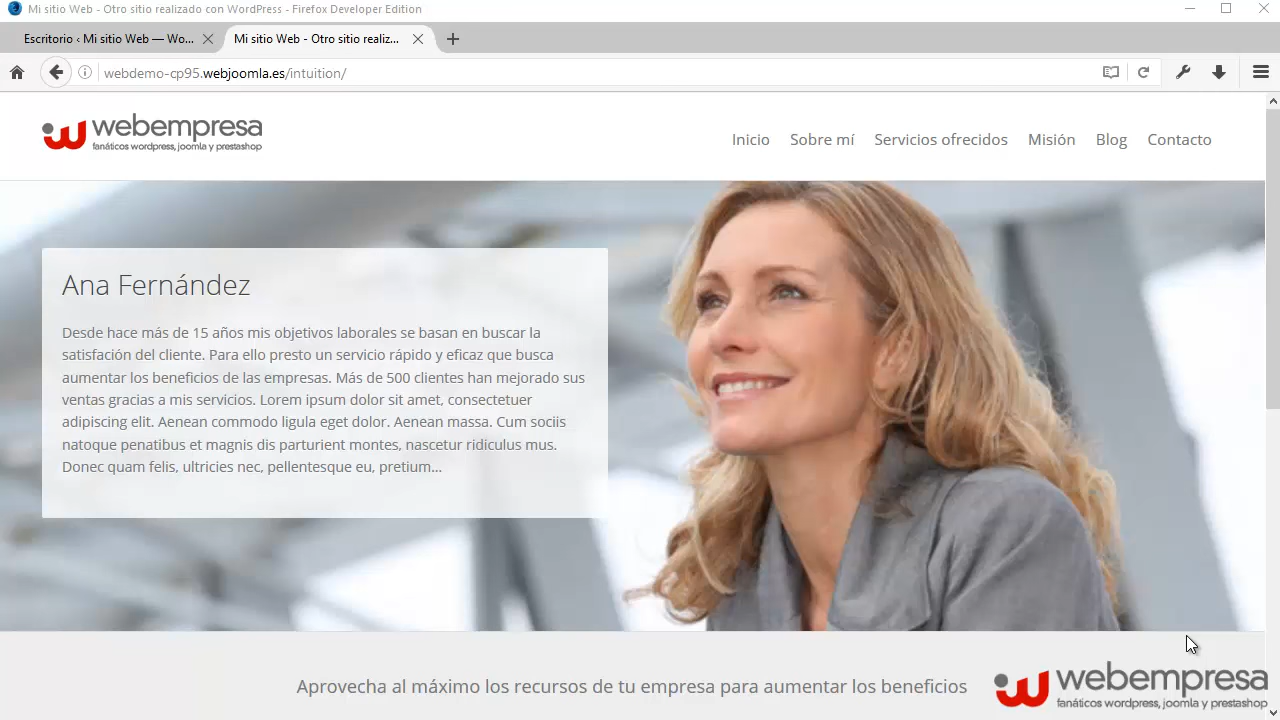 Mi sitio Web - Otro sitio realizado con WordPress - Firefox Developer Edition
Escritorio ‹ Mi sitio Web — Wo...
Mi sitio Web - Otro sitio realiz...
webdemo-cp95.webjoomla.es/intuition/
webempresa
fanáticos wordpress, joomla y prestashop
Inicio Sobre mí Servicios ofrecidos Misión Blog Contacto
Ana Fernández
Desde hace más de 15 años mis objetivos laborales se basan en buscar la
satisfacción del cliente. Para ello presto un servicio rápido y eficaz que busca
aumentar los beneficios de las empresas. Más de 500 clientes han mejorado sus
ventas gracias a mis servicios. Lorem ipsum dolor sit amet, consectetuer
adipiscing elit. Aenean commodo ligula eget dolor. Aenean massa. Cum sociis
natoque penatibus et magnis dis parturient montes, nascetur ridiculus mus.
Donec quam felis, ultricies nec, pellentesque eu, pretium...
Aprovecha al máximo los recursos de tu empresa para aumentar los beneficios
webempresa
fanáticos wordpress, joomla y prestashop